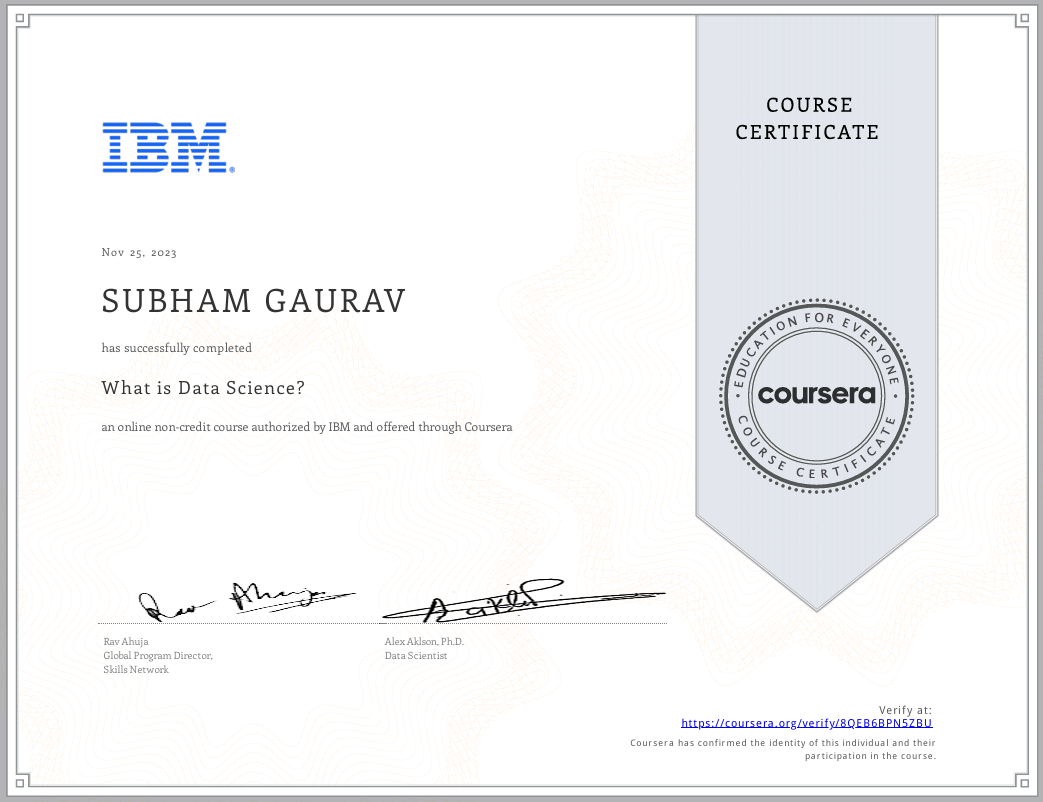 COURSE
CERTIFICATE
IBM®
Nov 25, 2023
SUBHAM GAURAV
has successfully completed
What is Data Science?
an online non-credit course authorized by IBM and offered through Coursera
EDUCATION FOR EVERYONE
coursera
COURSE CERTIFICATE
Rav Ahuja
Global Program Director,
Skills Network
Alex Aklson, Ph.D.
Data Scientist
Verify at:
https://coursera.org/verify/8QEB6BPN5ZBU
Coursera has confirmed the identity of this individual and their
participation in the course.